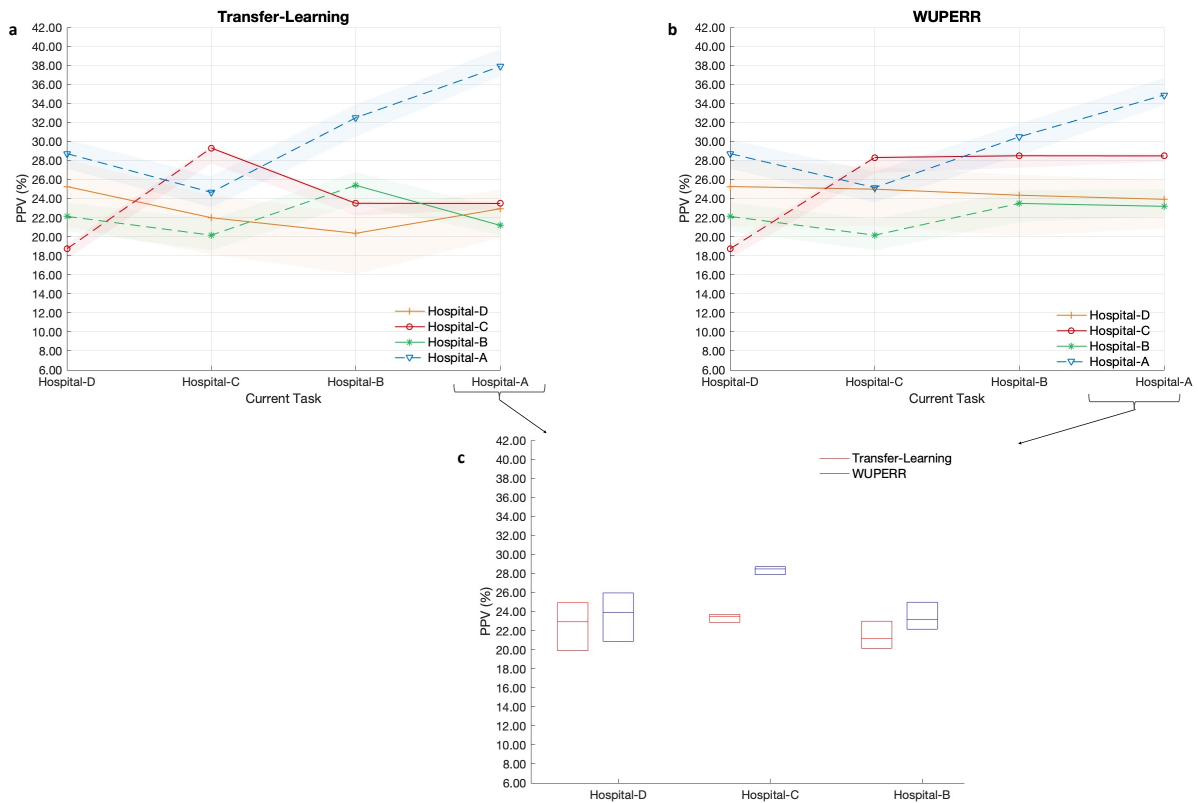 Transfer-Learning
a
42.00
40.00
38.00
36.00
34.00
32.00
30.00
28.00
26.00
24.00
22.00
20.00
18.00
16.00
14.00
12.00
10.00
8.00
6.00
PPV (%)
Hospital-D
Hospital-C
Hospital-B
Hospital-A
Hospital-D
Hospital-C
Hospital-B
Hospital-A
Current Task
WUPERR
b
42.00
40.00
38.00
36.00
34.00
32.00
30.00
28.00
26.00
24.00
22.00
20.00
18.00
16.00
14.00
12.00
10.00
8.00
6.00
PPV (%)
Hospital-D
Hospital-C
Hospital-B
Hospital-A
Hospital-D
Hospital-C
Hospital-B
Hospital-A
Current Task
c
42.00
40.00
38.00
36.00
34.00
32.00
30.00
28.00
26.00
24.00
22.00
20.00
18.00
16.00
14.00
12.00
10.00
8.00
6.00
PPV (%)
Transfer-Learning
WUPERR
Hospital-D
Hospital-C
Hospital-B